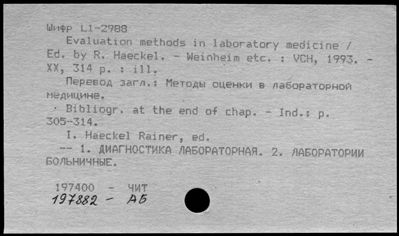 Шифр L1-2988
Evaluation methods in laboratory medicine /
Ed. by R. Haeckel. - Weinheim etc. : VCH, 1993. -
XX, 314 p. : ill.
Перевод загл.: Методы оценки в лабораторной
медицине.
Bibliogr. at the end of chap. - Ind.: p.
305-314.
I. Haeckel Rainer, ed.
-- 1. ДИАГНОСТИКА ЛАБОРАТОРНАЯ. 2. ЛАБОРАТОРИИ
БОЛЬНИЧНЫЕ.
197400 - ЧИТ
197882 - АБ